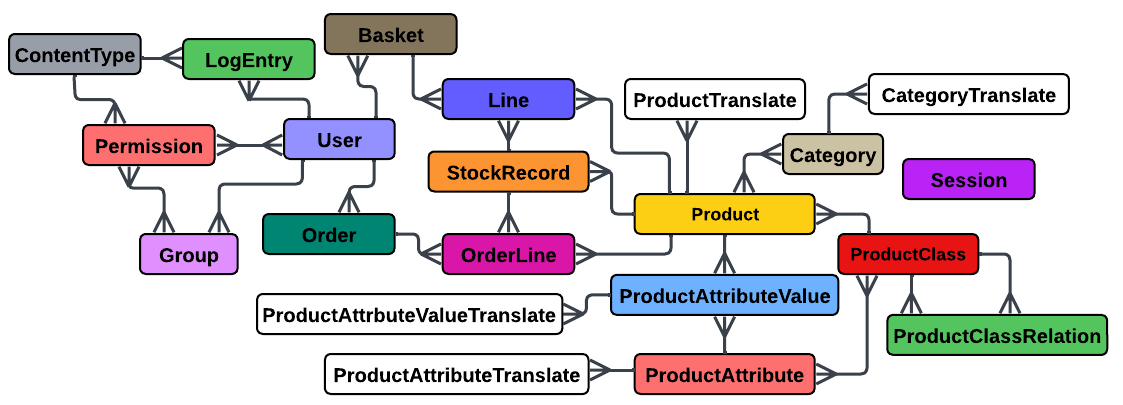 Basket
ContentType
LogEntry
Line
ProductTranslate
CategoryTranslate
Permission
User
Category
StockRecord
Session
Product
Group
Order
OrderLine
ProductClass
ProductAttributeValue
ProductAttrbuteValueTranslate
ProductClassRelation
ProductAttributeTranslate
ProductAttribute